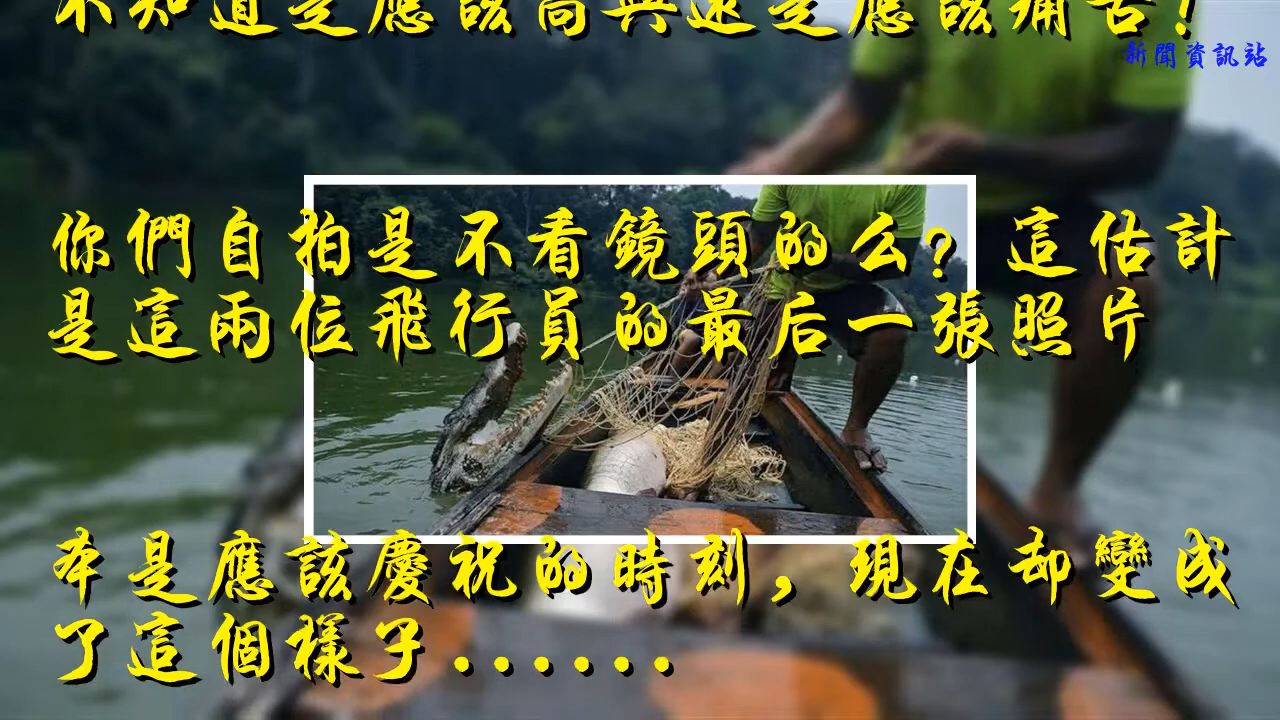 不知道是應該高興還是應該痛苦!
新聞資訊站
你們自拍是不看鏡頭的么? 這估計
是這兩位飛行員的最后一張照片
本是應該慶祝的時刻,現在却變成
了這個樣子......